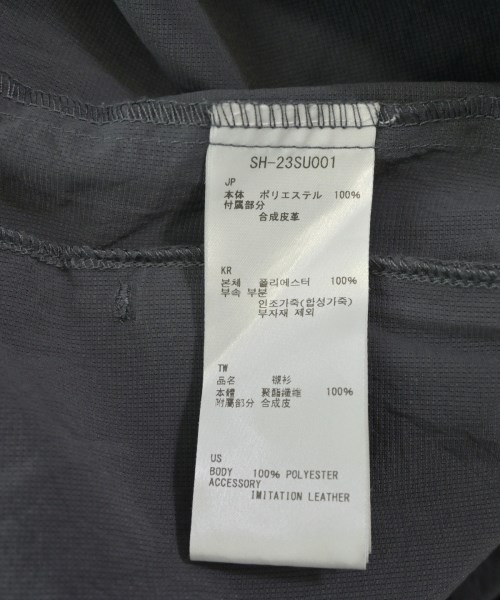 SH-23SU001
JP
本体 ポリエステル 100%
付属部分
合成皮革
KR
본체 폴리에스터 100%
부속 부분
인조가죽(합성가죽)
부자재 제외
TW
品名 襯衫
本體 聚酯纖維 100%
附屬部分 合成皮
US
BODY 100% POLYESTER
ACCESSORY
IMITATION LEATHER